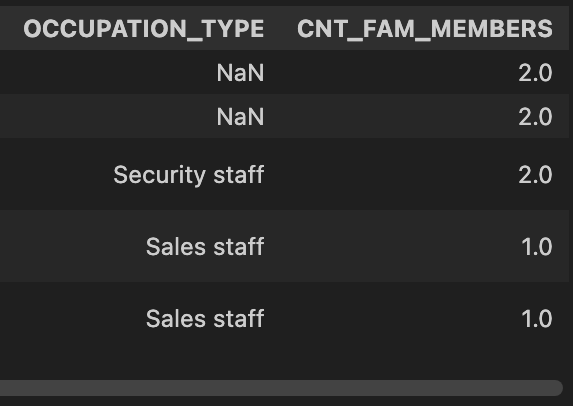 OCCUPATION_TYPE CNT_FAM_MEMBERS
NaN 2.0
NaN 2.0
Security staff 2.0
Sales staff 1.0
Sales staff 1.0